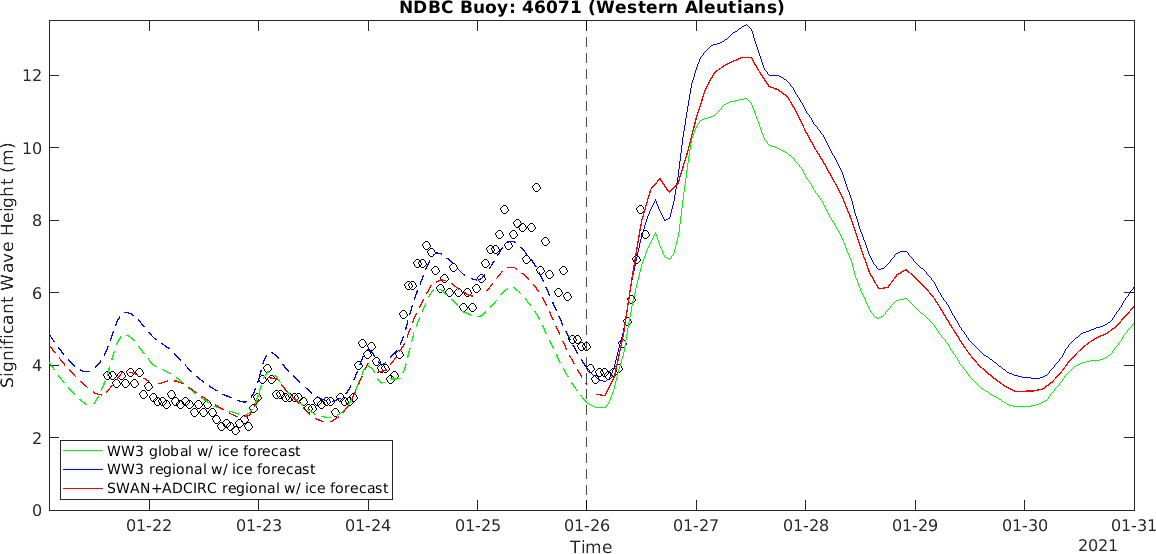 NDBC Buoy: 46071 (Western Aleutians)
Significant Wave Height (m)
12
10
8
6
4
2
0
WW3 global w/ ice forecast
WW3 regional w/ ice forecast
SWAN+ADCIRC regional w/ ice forecast
01-22 01-23 01-24 01-25 01-26 01-27 01-28 01-29 01-30 01-31
Time
2021